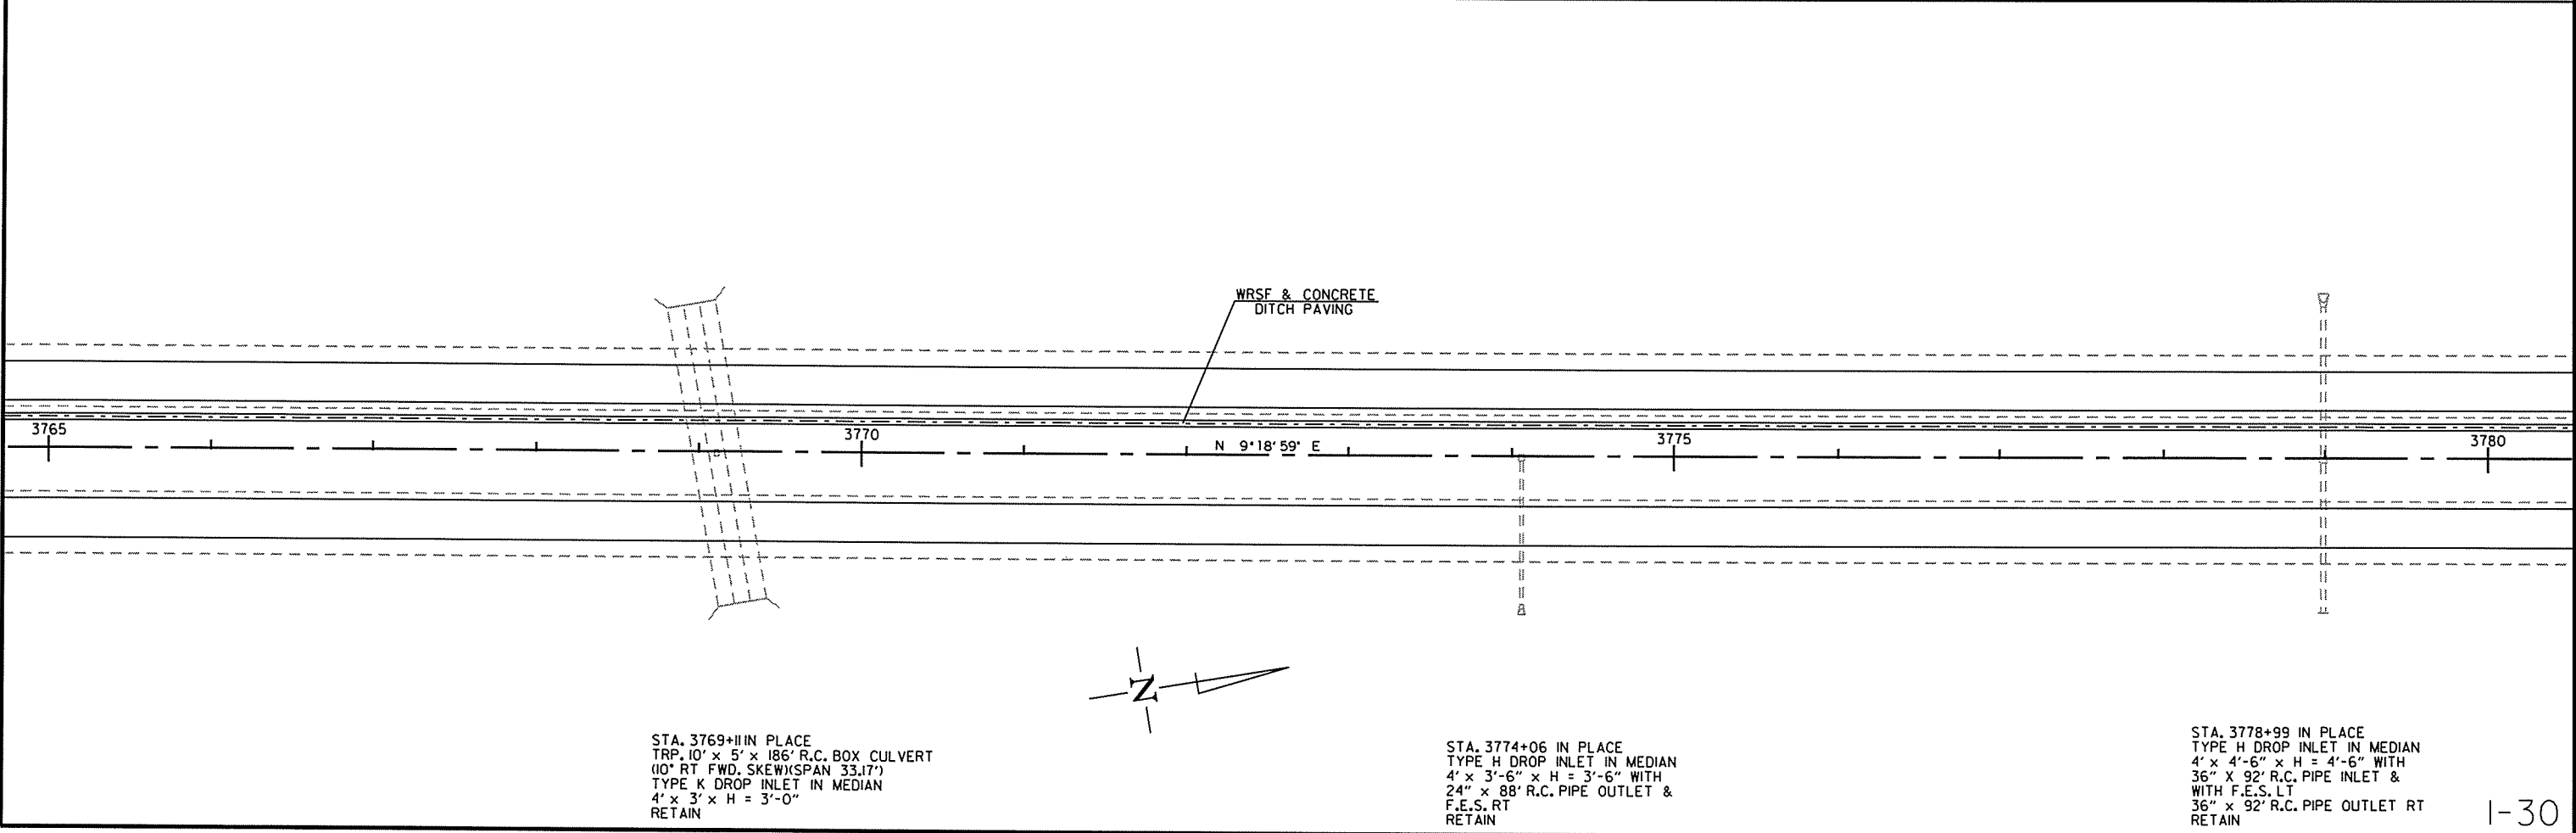 WRSF & CONCRETE
DITCH PAVING
3765
3770
3775
3780
N 9°18'59" E
N
STA. 3769+11 IN PLACE
TRP. 10' x 5' x 186' R.C. BOX CULVERT
(10° RT FWD. SKEW)(SPAN 33.17')
TYPE K DROP INLET IN MEDIAN
4' x 3' x H = 3'-0"
RETAIN
STA. 3774+06 IN PLACE
TYPE H DROP INLET IN MEDIAN
4' x 3'-6" x H = 3'-6" WITH
24" x 88' R.C. PIPE OUTLET &
F.E.S. RT
RETAIN
STA. 3778+99 IN PLACE
TYPE H DROP INLET IN MEDIAN
4' x 4'-6" x H = 4'-6" WITH
36" X 92' R.C. PIPE INLET &
WITH F.E.S. LT
36" x 92' R.C. PIPE OUTLET RT
RETAIN
I-30